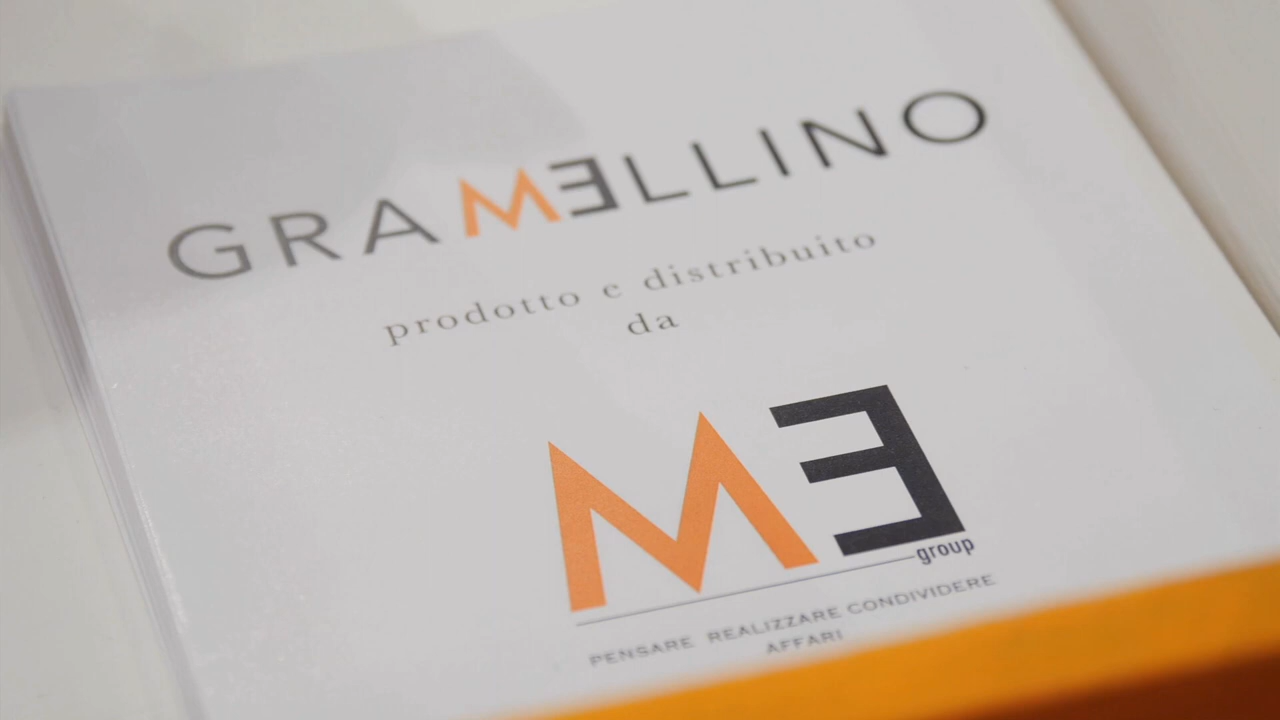 GRAMELLINO
prodotto e distribuito
da
ME
group
PENSARE REALIZZARE CONDIVIDERE
AFFARI